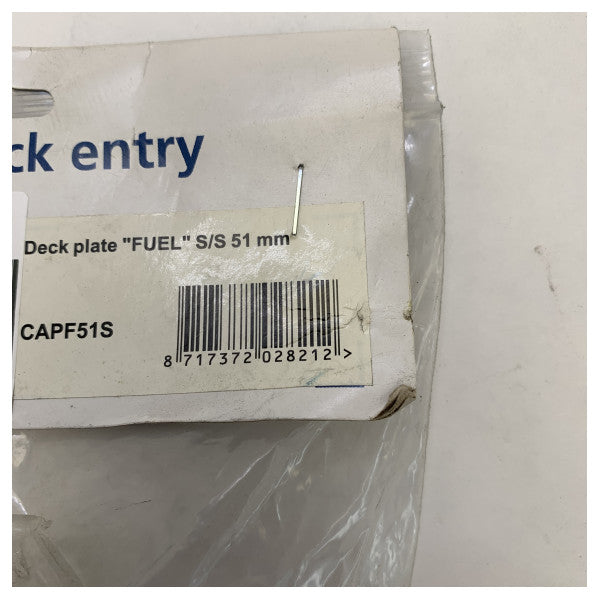 ck entry
Deck plate "FUEL" S/S 51 mm
CAPF51S
8 717372 028212 >